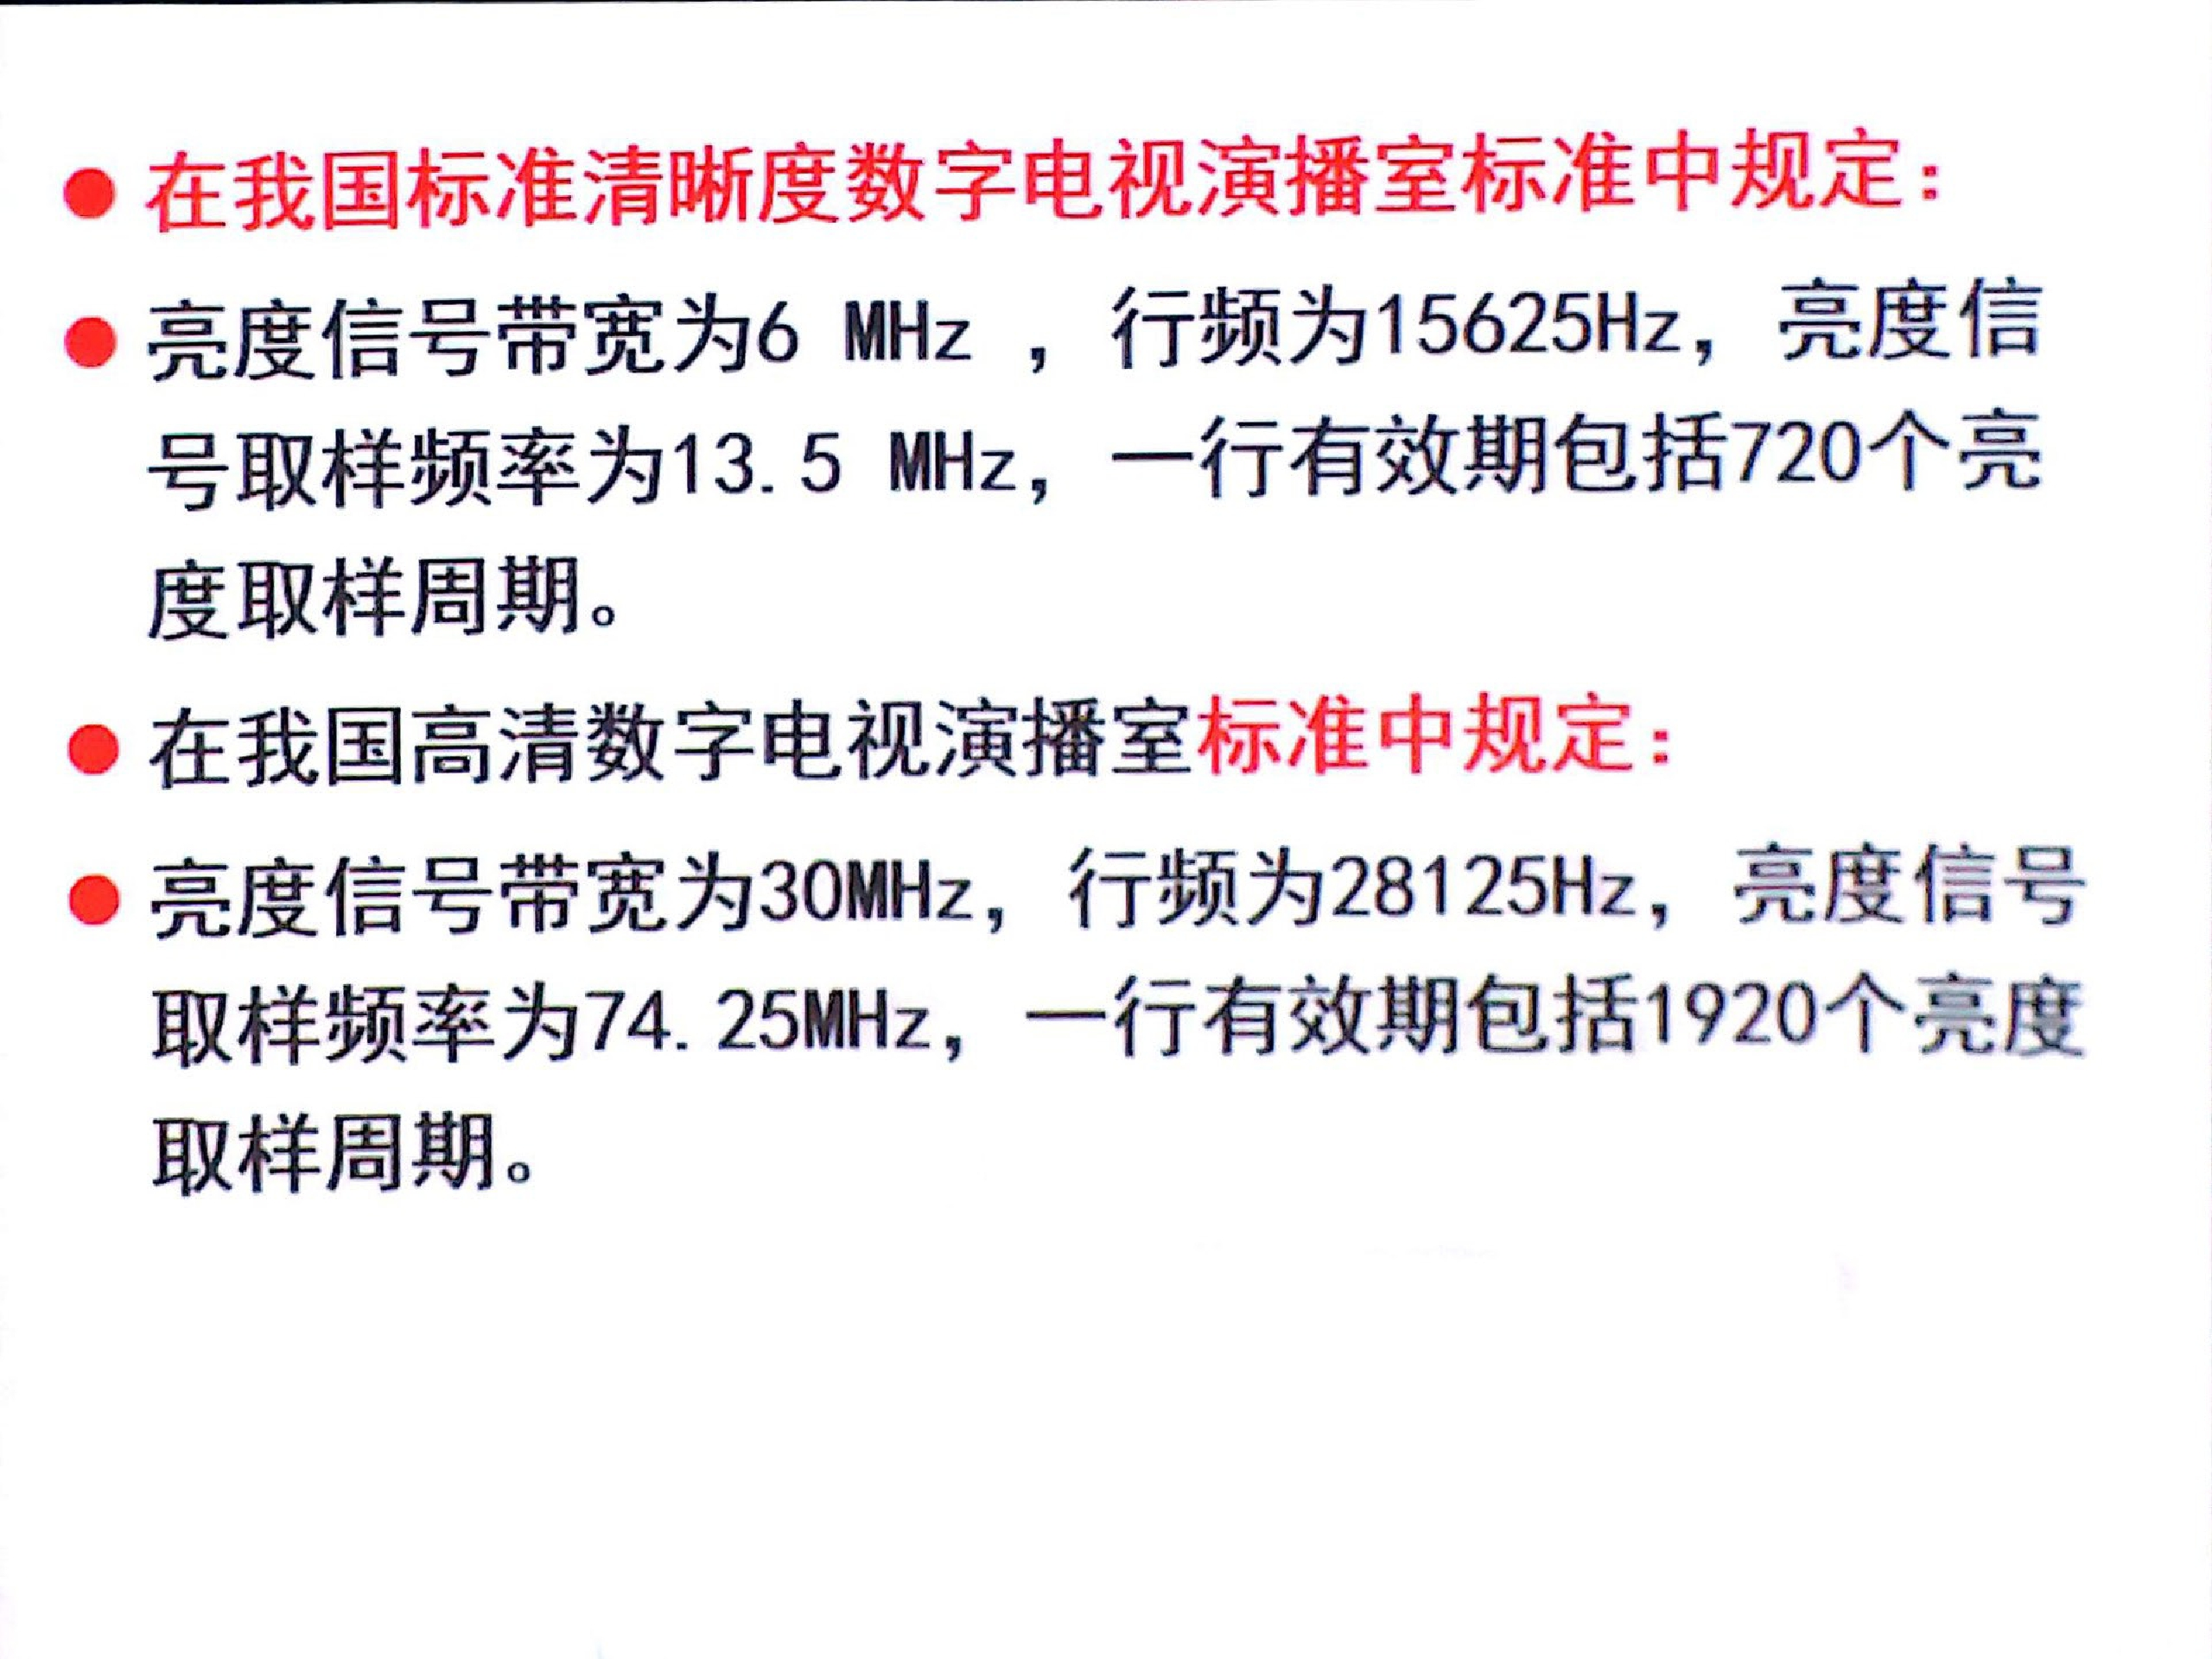 ● 在我国标准清晰度数字电视演播室标准中规定：
● 亮度信号带宽为6 MHz ，行频为15625Hz，亮度信
号取样频率为13.5 MHz，一行有效期包括720个亮
度取样周期。
● 在我国高清数字电视演播室标准中规定：
● 亮度信号带宽为30MHz，行频为28125Hz，亮度信号
取样频率为74.25MHz，一行有效期包括1920个亮度
取样周期。